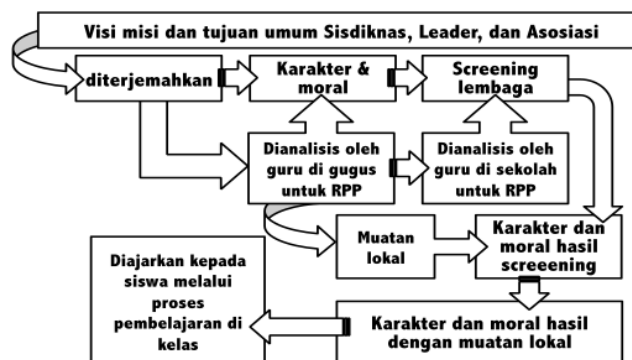 Visi misi dan tujuan umum Sisdiknas, Leader, dan Asosiasi
diterjemahkan
Karakter &
moral
Screening
lembaga
Dianalisis oleh
guru di gugus
untuk RPP
Dianalisis oleh
guru di sekolah
untuk RPP
Muatan
lokal
Karakter dan
moral hasil
screeening
Diajarkan kepada
siswa melalui
proses
pembelajaran di
kelas
Karakter dan moral hasil
dengan muatan lokal